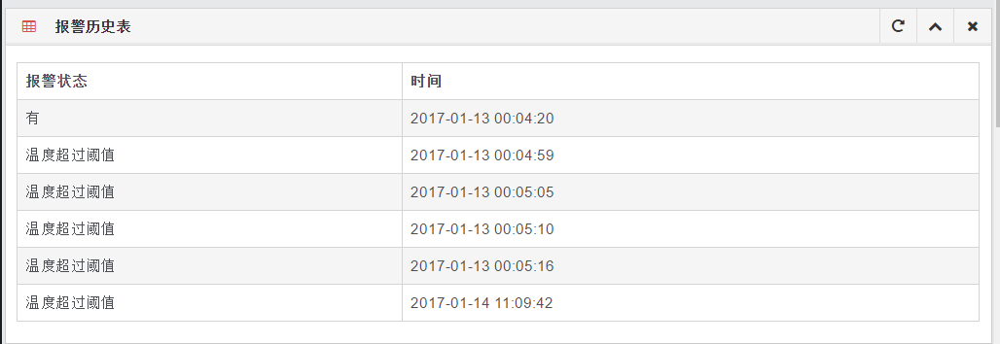 报警历史表
报警状态 时间
有 2017-01-13 00:04:20
温度超过阈值 2017-01-13 00:04:59
温度超过阈值 2017-01-13 00:05:05
温度超过阈值 2017-01-13 00:05:10
温度超过阈值 2017-01-13 00:05:16
温度超过阈值 2017-01-14 11:09:42